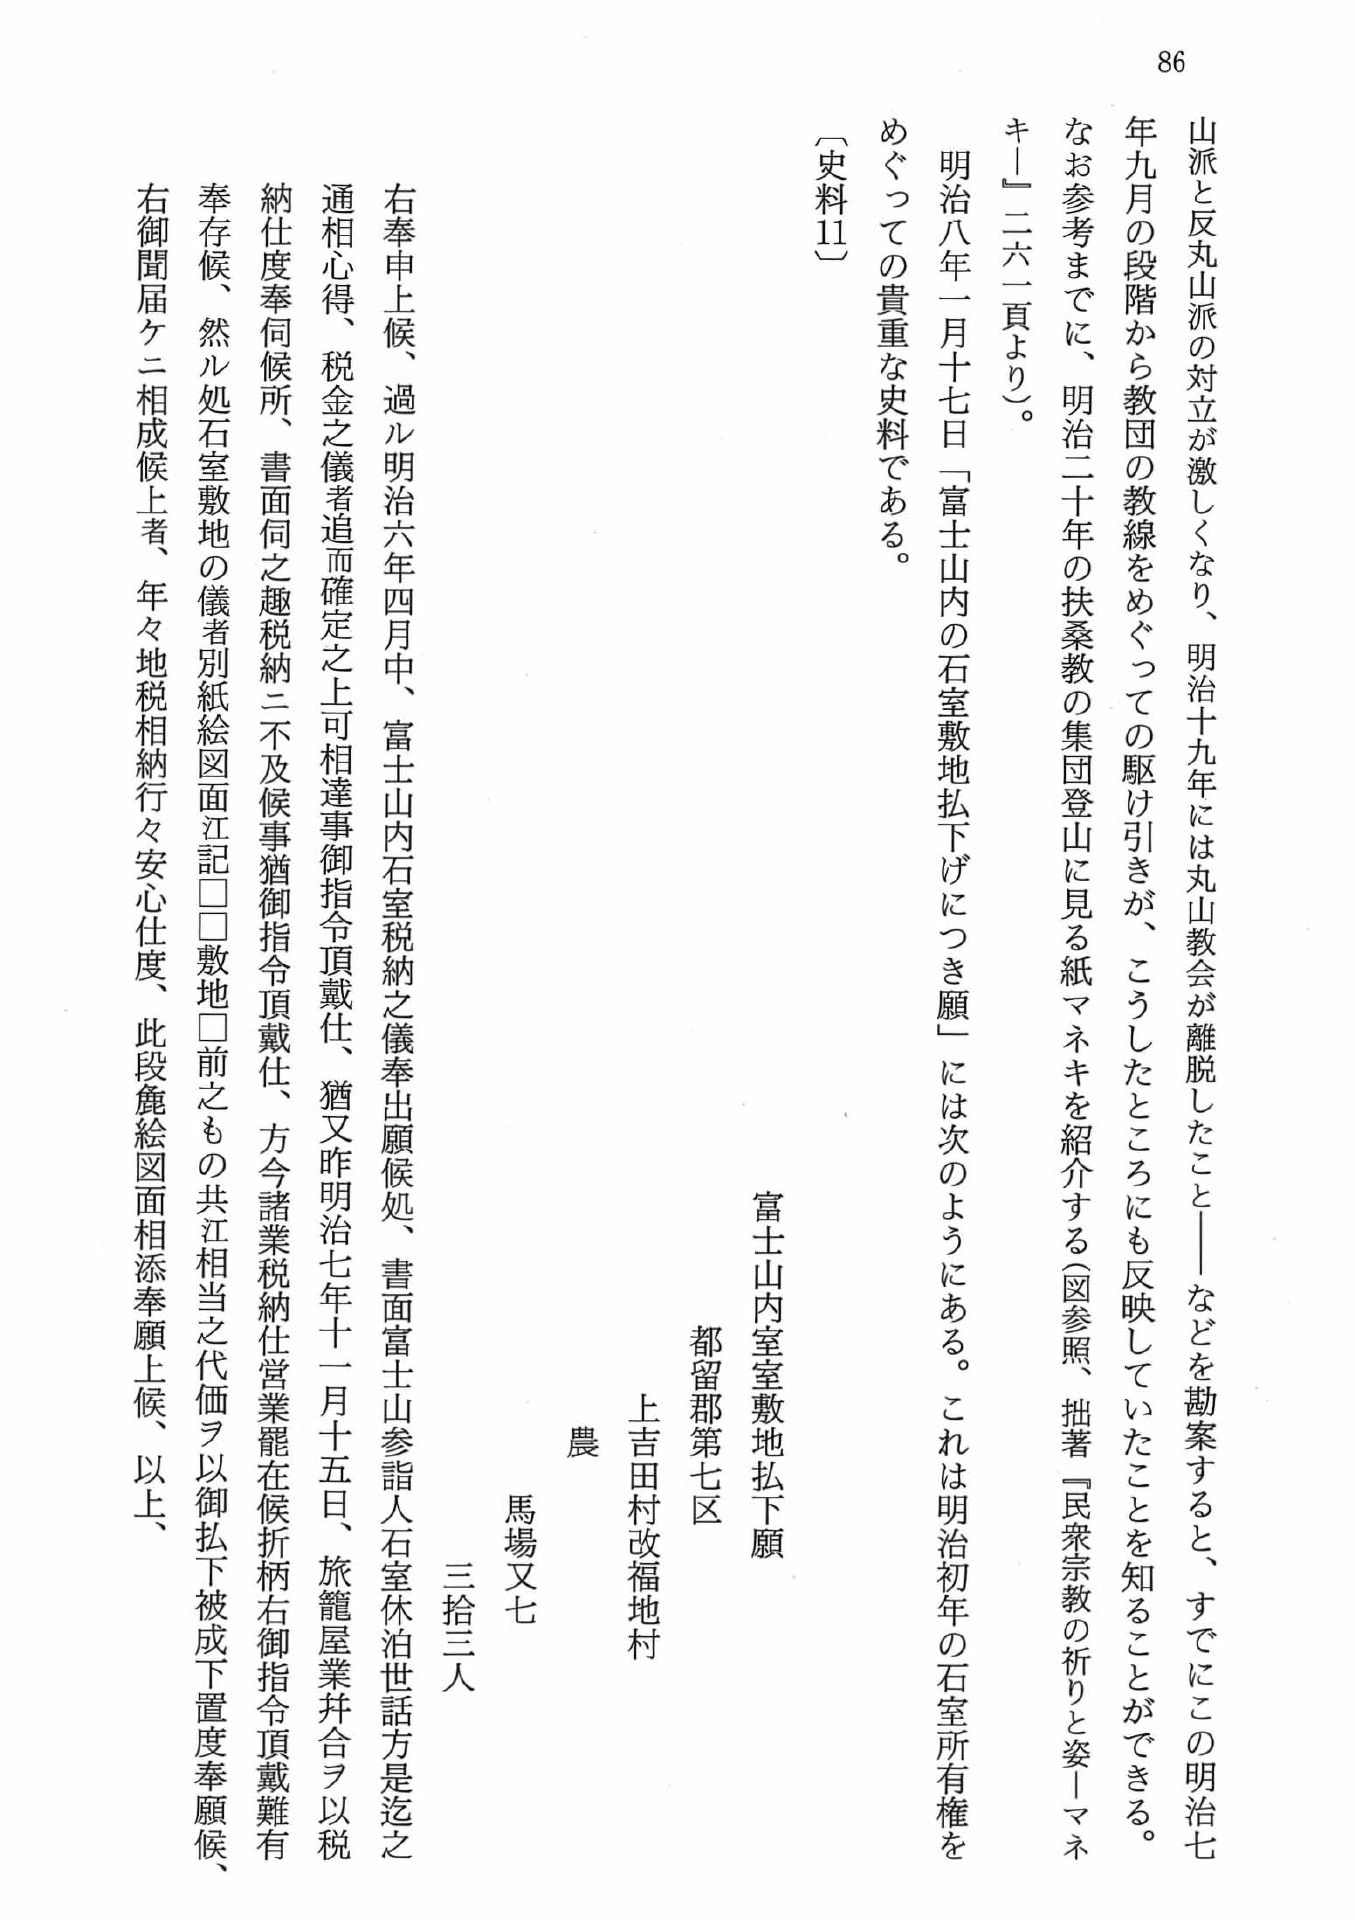 86
山派と反丸山派の対立が激しくなり、明治十九年には丸山教会が離脱したこと――などを勘案すると、すでにこの明治七
年九月の段階から教団の教線をめぐっての駆け引きが、こうしたところにも反映していたことを知ることができる。
なお参考までに、明治二十年の扶桑教の集団登山に見る紙マネキを紹介する(図参照、拙著『民衆宗教の祈りと姿―マネ
キ―』二六一頁より)。
明治八年一月十七日「富士山内の石室敷地払下げにつき願」には次のようにある。これは明治初年の石室所有権を
めぐっての貴重な史料である。
〔史料11〕
富士山内室室敷地払下願
都留郡第七区
上吉田村改福地村
農
馬場又七
三拾三人
右奉申上候、過ル明治六年四月中、富士山内石室税納之儀奉出願候処、書面富士山参詣人石室休泊世話方是迄之
通相心得、税金之儀者追而確定之上可相達事御指令頂戴仕、猶又昨明治七年十一月十五日、旅籠屋業幷合ヲ以税
納仕度奉伺候所、書面伺之趣税納ニ不及候事猶御指令頂戴仕、方今諸業税納仕営業罷在候折柄右御指令頂戴難有
奉存候、然ル処石室敷地の儀者別紙絵図面江記□□敷地□前之もの共江相当之代価ヲ以御払下被成下置度奉願候、
右御聞届ケニ相成候上者、年々地税相納行々安心仕度、此段麁絵図面相添奉願上候、以上、